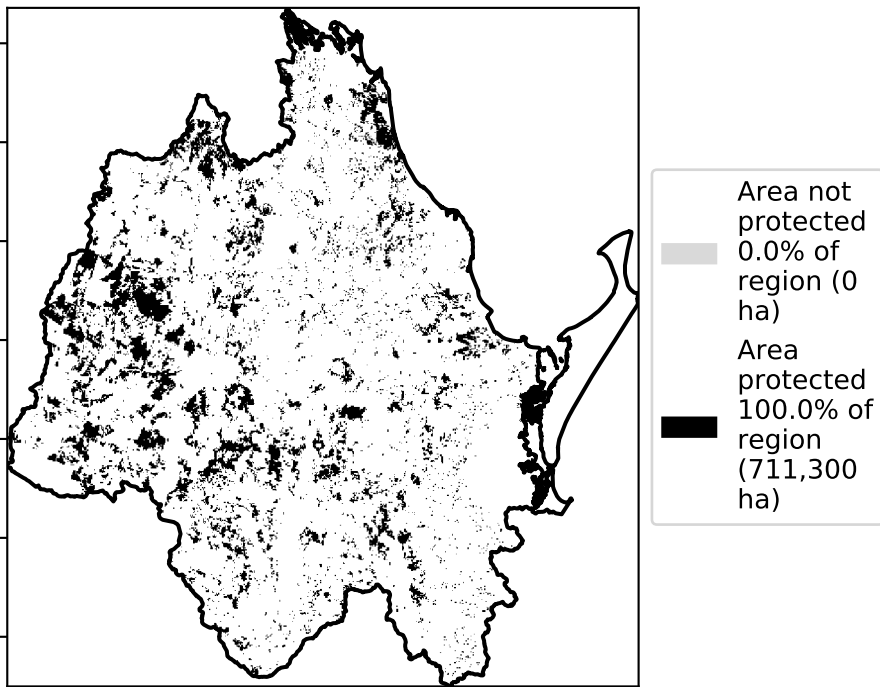 Area not
protected
0.0% of
region (0
ha)
Area
protected
100.0% of
region
(711,300
ha)